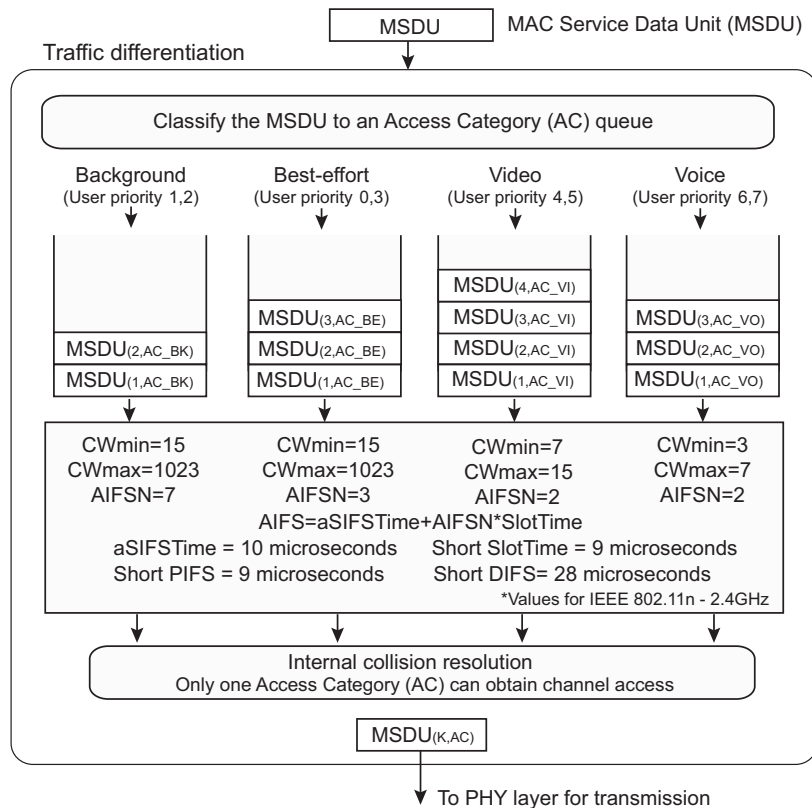 MSDU
MAC Service Data Unit (MSDU)
Traffic differentiation
Classify the MSDU to an Access Category (AC) queue
Background
(User priority 1,2)
Best-effort
(User priority 0,3)
Video
(User priority 4,5)
Voice
(User priority 6,7)
MSDU(2,AC_BK)
MSDU(1,AC_BK)
MSDU(3,AC_BE)
MSDU(2,AC_BE)
MSDU(1,AC_BE)
MSDU(4,AC_VI)
MSDU(3,AC_VI)
MSDU(2,AC_VI)
MSDU(1,AC_VI)
MSDU(3,AC_VO)
MSDU(2,AC_VO)
MSDU(1,AC_VO)
CWmin=15
CWmax=1023
AIFSN=7
CWmin=15
CWmax=1023
AIFSN=3
CWmin=7
CWmax=15
AIFSN=2
CWmin=3
CWmax=7
AIFSN=2
AIFS=aSIFSTime+AIFSN*SlotTime
aSIFSTime = 10 microseconds
Short SlotTime = 9 microseconds
Short PIFS = 9 microseconds
Short DIFS= 28 microseconds
*Values for IEEE 802.11n - 2.4GHz
Internal collision resolution
Only one Access Category (AC) can obtain channel access
MSDU(K,AC)
To PHY layer for transmission